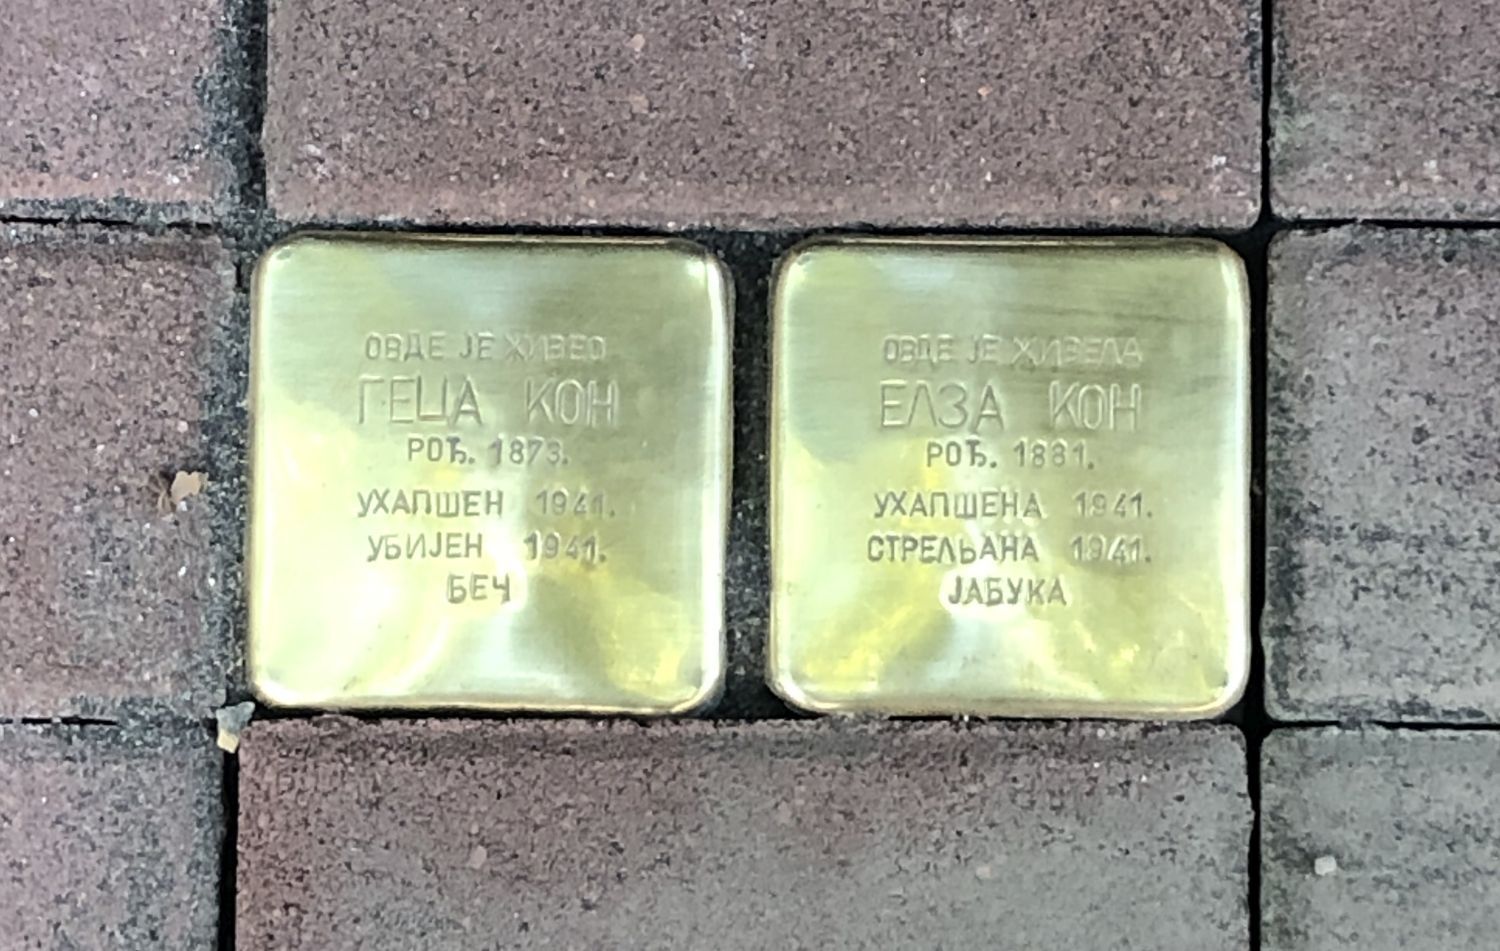 ОВДЕ ЈЕ ЖИВЕО
ГЕЦА КОН
РОЂ. 1873.
УХАПШЕН 1941.
УБИЈЕН 1941.
БЕЧ
ОВДЕ ЈЕ ЖИВЕЛА
ЕЛЗА КОН
РОЂ. 1881.
УХАПШЕНА 1941.
СТРЕЉАНА 1941.
ЈАБУКА